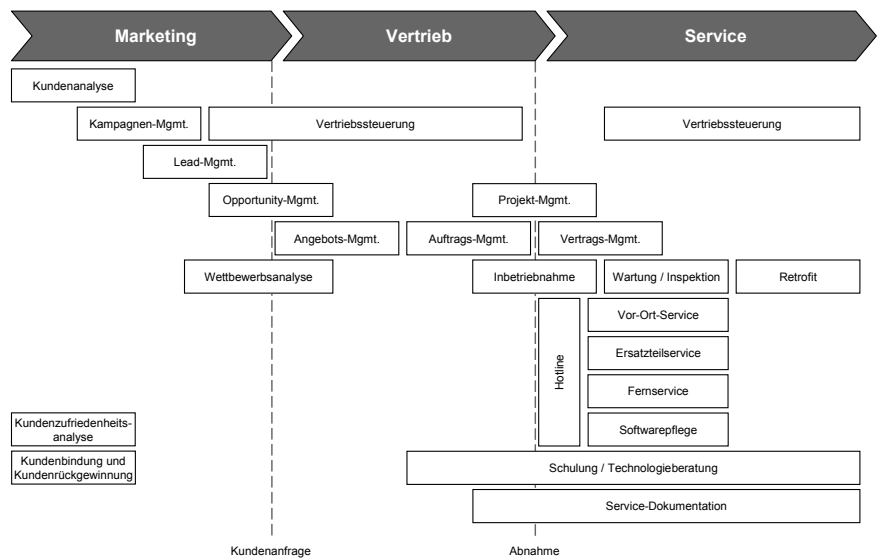 Marketing
Vertrieb
Service
Kundenanalyse
Kampagnen-Mgmt.
Vertriebssteuerung
Vertriebssteuerung
Lead-Mgmt.
Opportunity-Mgmt.
Projekt-Mgmt.
Angebots-Mgmt.
Auftrags-Mgmt.
Vertrags-Mgmt.
Wettbewerbsanalyse
Inbetriebnahme
Wartung / Inspektion
Retrofit
Hotline
Vor-Ort-Service
Ersatzteilservice
Fernservice
Softwarepflege
Kundenzufriedenheits-
analyse
Kundenbindung und
Kundenrückgewinnung
Schulung / Technologieberatung
Service-Dokumentation
Kundenanfrage
Abnahme